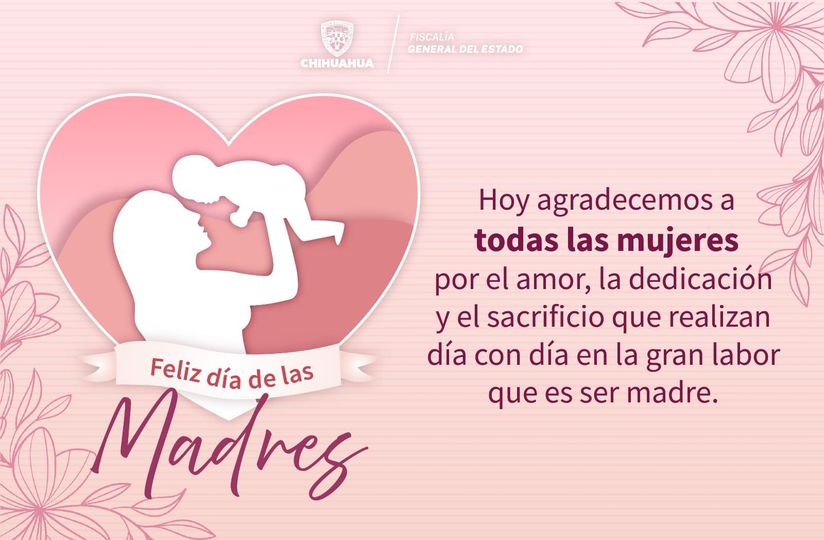 CHIHUAHUA
FISCALÍA
GENERAL DEL ESTADO
Feliz día de las
Madres
Hoy agradecemos a
todas las mujeres
por el amor, la dedicación
y el sacrificio que realizan
día con día en la gran labor
que es ser madre.